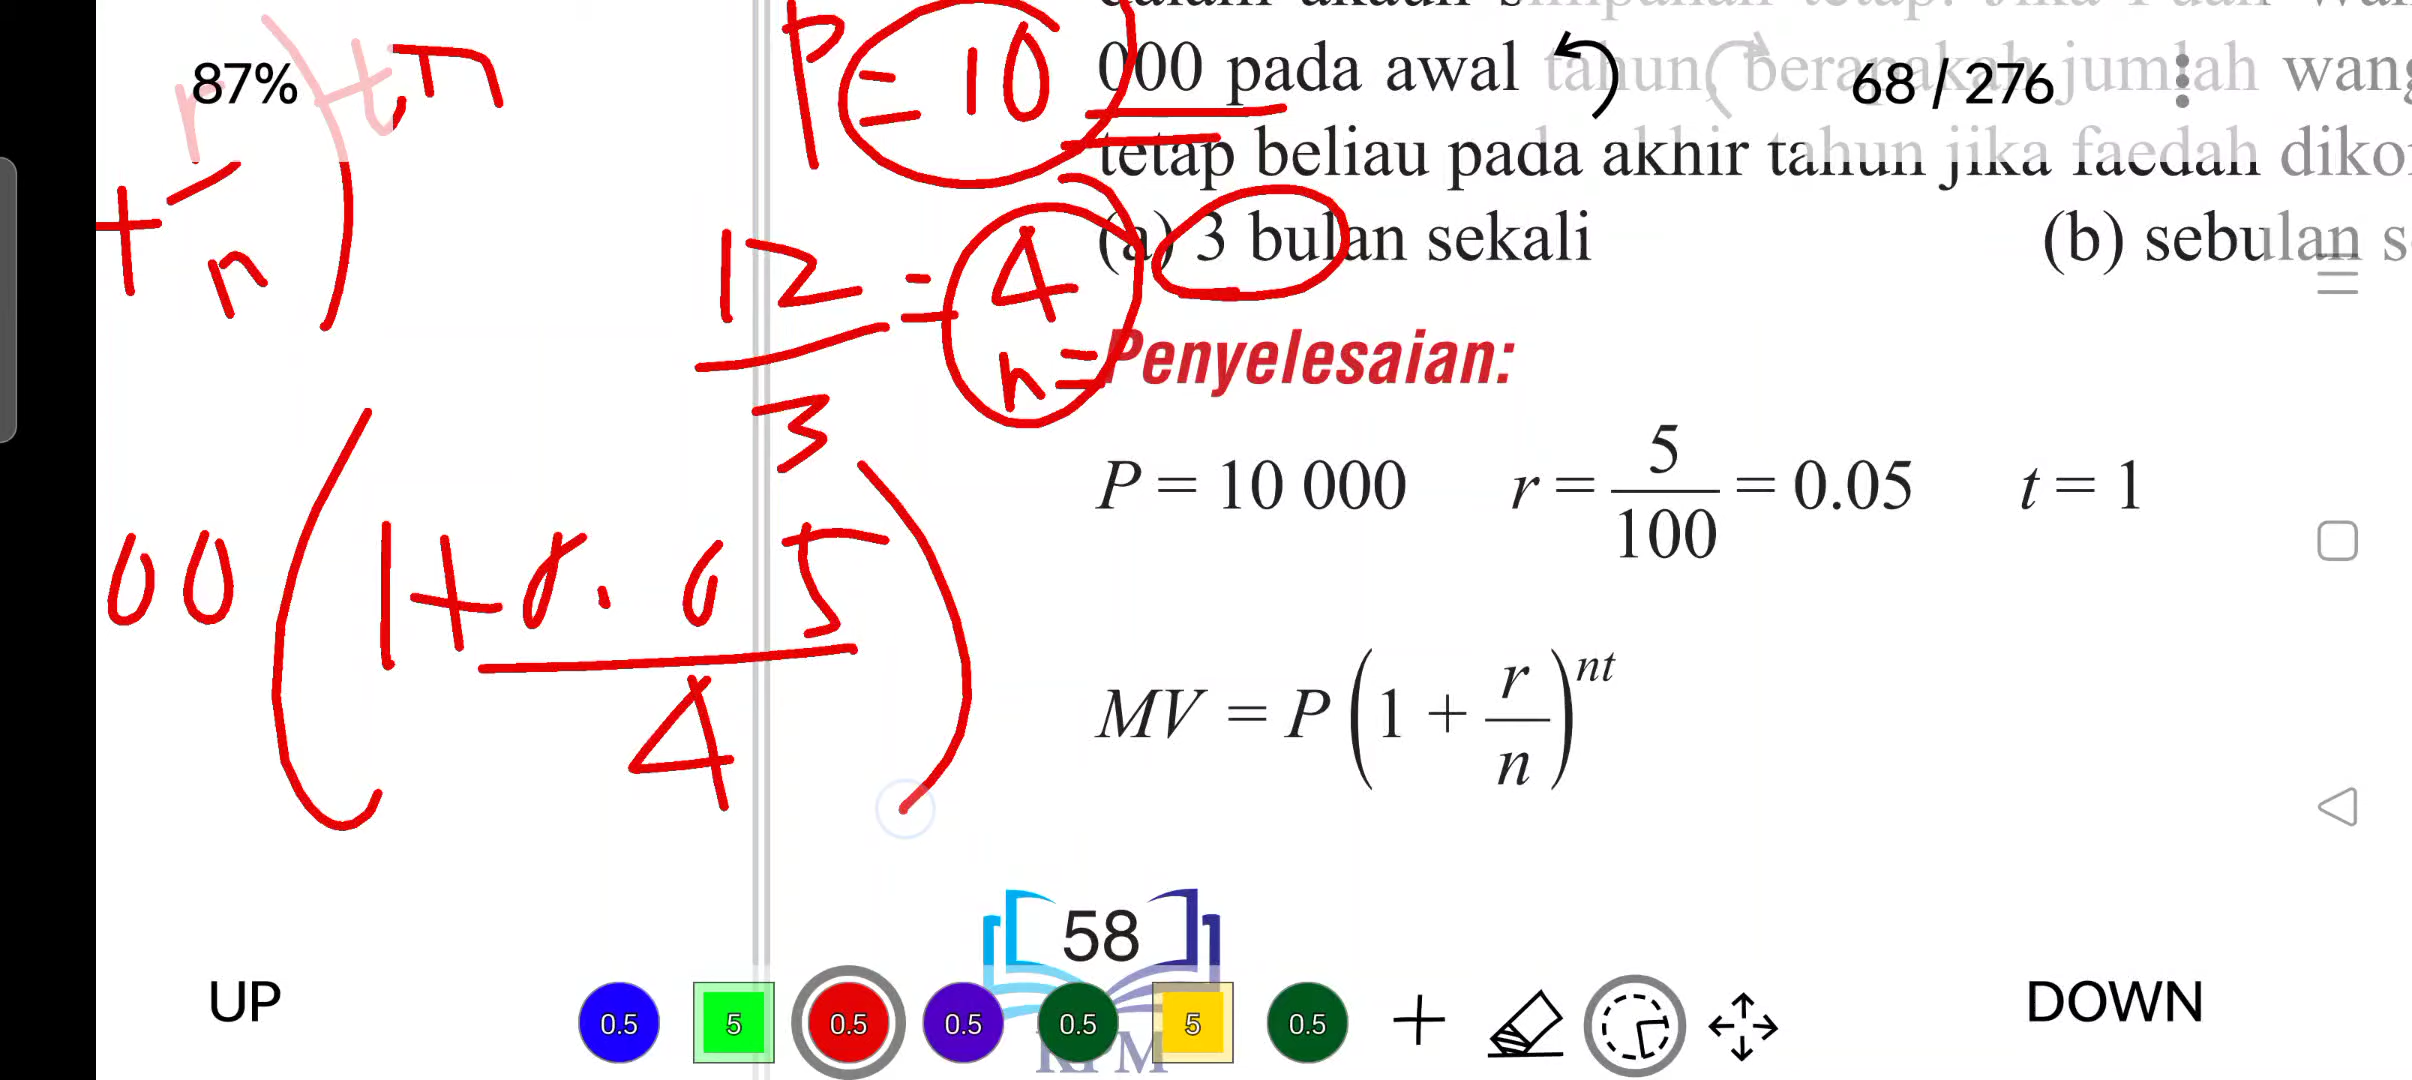 87%
68 / 276
000 pada awal tahun, berapakah jumlah
tetap beliau pada akhir tahun jika faedah
(a) 3 bulan sekali
(b) sebulan
Penyelesaian:
P = 10 000 r = 5/100 = 0.05 t = 1
MV = P (1 + r/n)^nt
+ r/n ) t,n
P = 10
12/3 = 4
n =
00 (1 + 0.05/4)
58
UP
0.5 5 0.5 0.5 0.5 5 0.5
DOWN